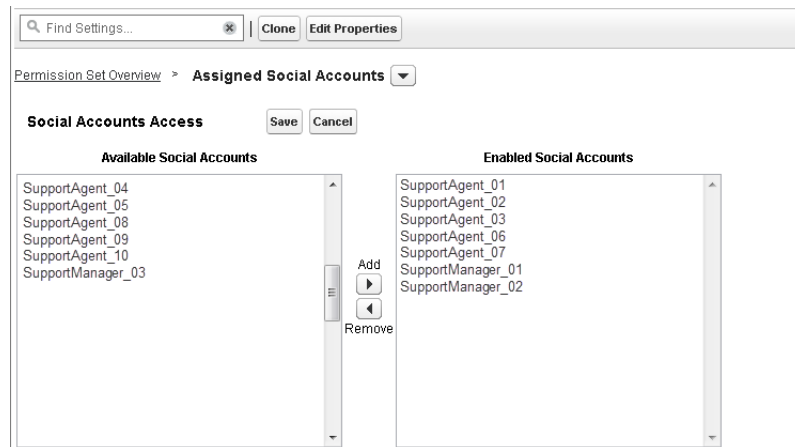 Find Settings... | Clone Edit Properties
Permission Set Overview > Assigned Social Accounts
Social Accounts Access Save Cancel
Available Social Accounts
SupportAgent_04
SupportAgent_05
SupportAgent_08
SupportAgent_09
SupportAgent_10
SupportManager_03
Add
Remove
Enabled Social Accounts
SupportAgent_01
SupportAgent_02
SupportAgent_03
SupportAgent_06
SupportAgent_07
SupportManager_01
SupportManager_02